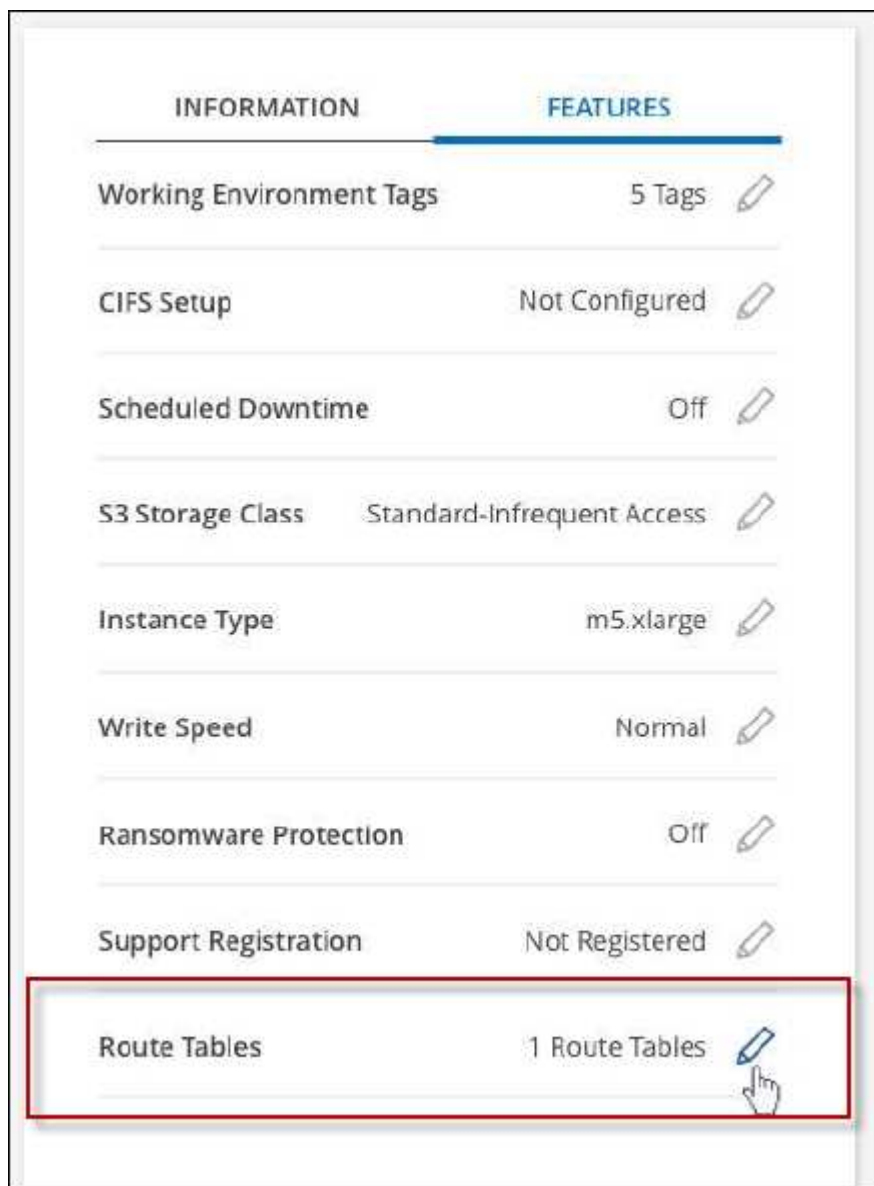 INFORMATION FEATURES
Working Environment Tags 5 Tags
CIFS Setup Not Configured
Scheduled Downtime Off
S3 Storage Class Standard-Infrequent Access
Instance Type m5.xlarge
Write Speed Normal
Ransomware Protection Off
Support Registration Not Registered
Route Tables 1 Route Tables